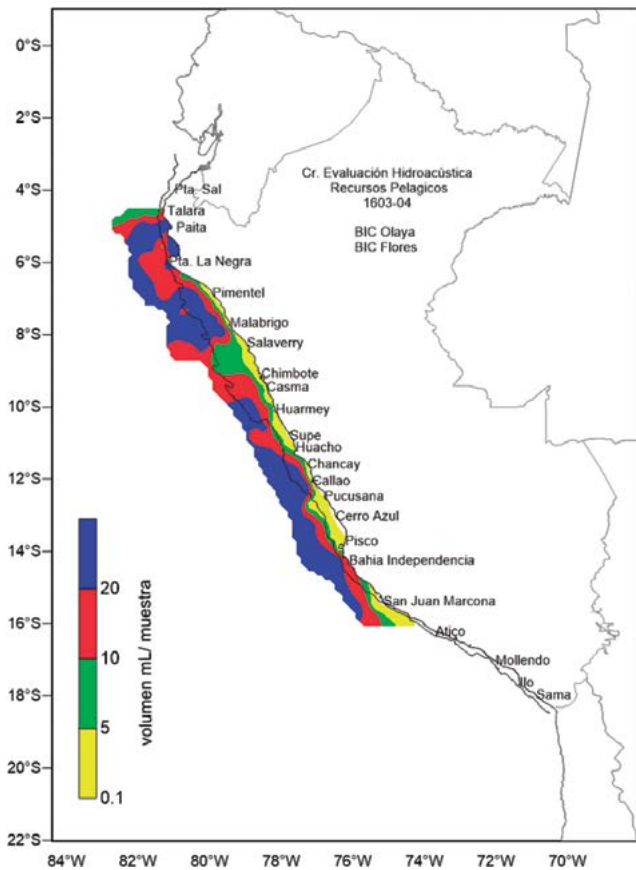 0°S
2°S
4°S
6°S
8°S
10°S
12°S
14°S
16°S
18°S
20°S
22°S
Cr. Evaluación Hidroacústica
Recursos Pelagicos
1603-04
BIC Olaya
BIC Flores
Pta. Sal
Talara
Paita
Pta. La Negra
Pimentel
Malabrigo
Salaverry
Chimbote
Casma
Huarmey
Supe
Huacho
Chancay
Callao
Pucusana
Cerro Azul
Pisco
Bahia Independencia
San Juan Marcona
Atico
Mollendo
Ilo
Sama
20
10
5
0.1
volumen mL/ muestra
84°W 82°W 80°W 78°W 76°W 74°W 72°W 70°W